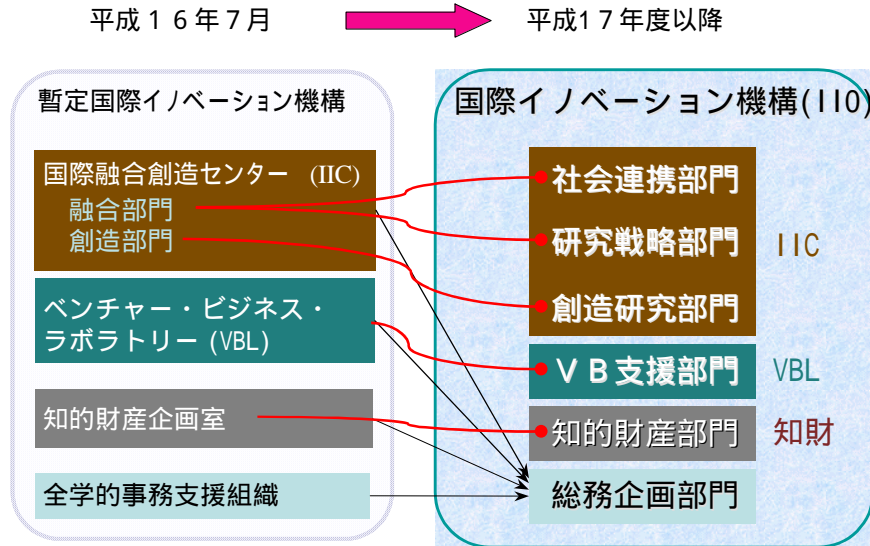 平成１６年７月
平成1７年度以降
暫定国際イノベーション機構
国際イノベーション機構(IIO)
国際融合創造センター (IIC)
融合部門
創造部門
ベンチャー・ビジネス・
ラボラトリー (VBL)
知的財産企画室
全学的事務支援組織
社会連携部門
研究戦略部門
IIC
創造研究部門
ＶＢ支援部門
VBL
知的財産部門
知財
総務企画部門